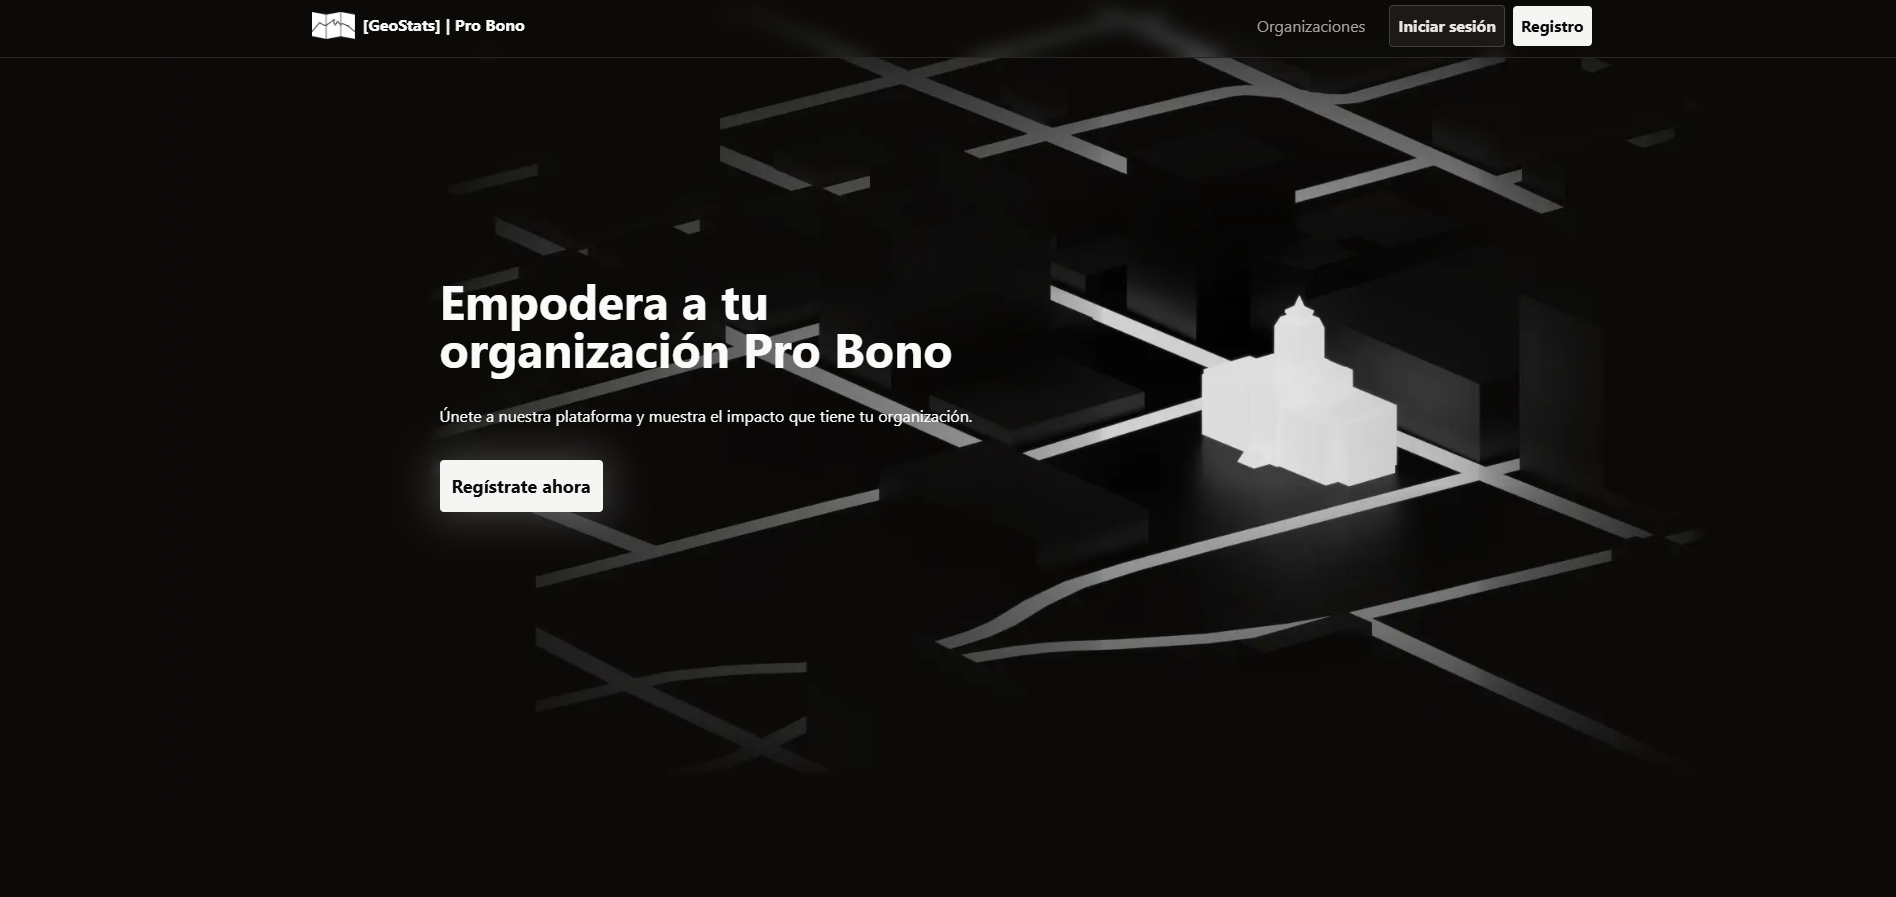 [GeoStats] | Pro Bono
Organizaciones
Iniciar sesión
Registro
Empodera a tu
organización Pro Bono
Únete a nuestra plataforma y muestra el impacto que tiene tu organización.
Regístrate ahora